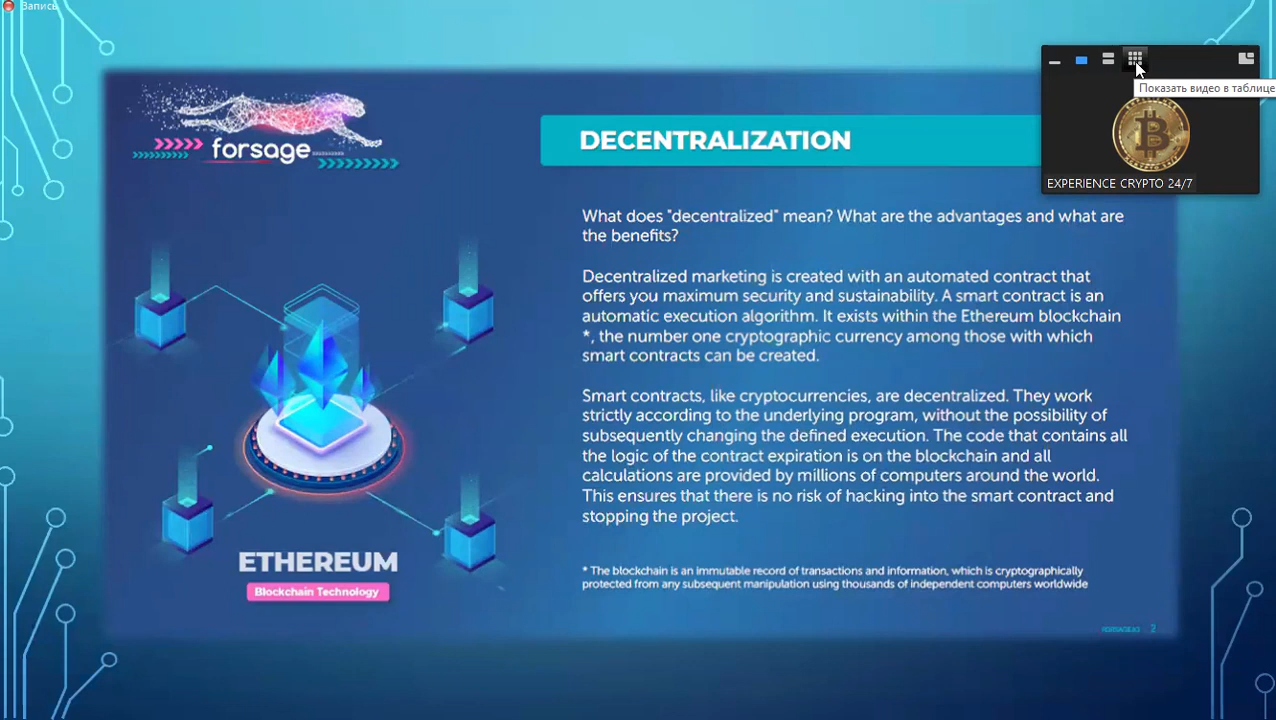 Запись
forsage
DECENTRALIZATION
Показать видео в таблице
EXPERIENCE CRYPTO 24/7
What does "decentralized" mean? What are the advantages and what are
the benefits?
Decentralized marketing is created with an automated contract that
offers you maximum security and sustainability. A smart contract is an
automatic execution algorithm. It exists within the Ethereum blockchain
*, the number one cryptographic currency among those with which
smart contracts can be created.
Smart contracts, like cryptocurrencies, are decentralized. They work
strictly according to the underlying program, without the possibility of
subsequently changing the defined execution. The code that contains all
the logic of the contract expiration is on the blockchain and all
calculations are provided by millions of computers around the world.
This ensures that there is no risk of hacking into the smart contract and
stopping the project.
ETHEREUM
Blockchain Technology
* The blockchain is an immutable record of transactions and information, which is cryptographically
protected from any subsequent manipulation using thousands of independent computers worldwide
2